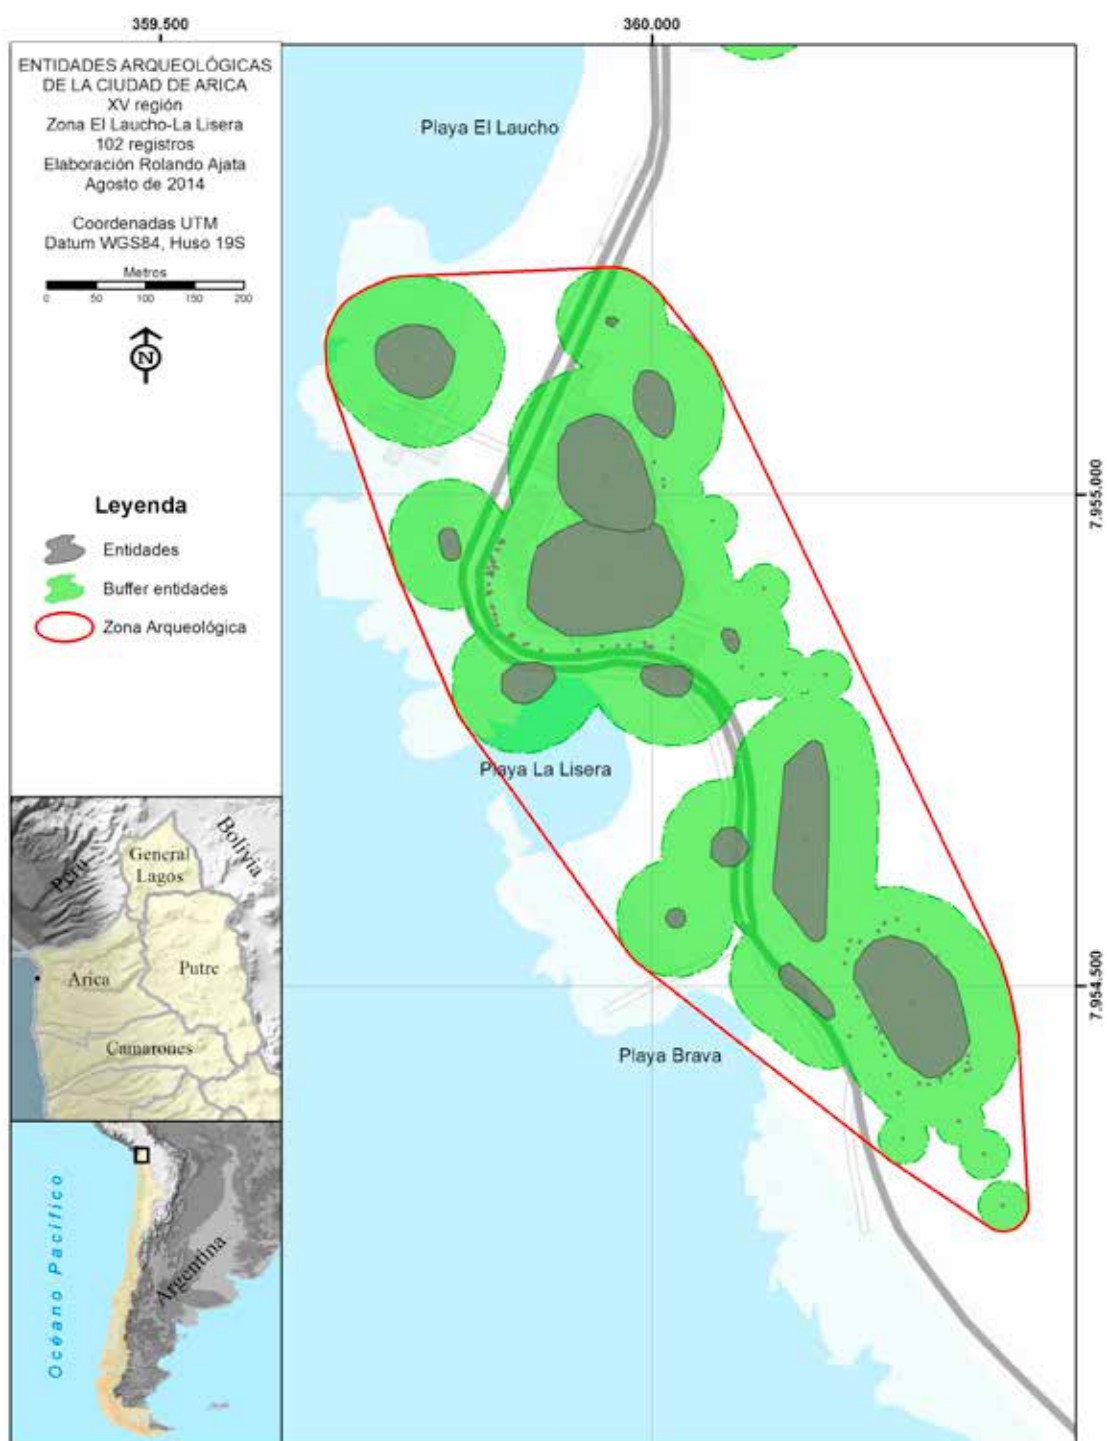 359.500
360.000
ENTIDADES ARQUEOLÓGICAS
DE LA CIUDAD DE ARICA
XV región
Zona El Laucho-La Lisera
102 registros
Elaboración Rolando Ajata
Agosto de 2014
Coordenadas UTM
Datum WGS84, Huso 19S
Metros
0 50 100 150 200
N
Leyenda
Entidades
Buffer entidades
Zona Arqueológica
Playa El Laucho
7.955.000
Playa La Lisera
7.954.500
Playa Brava
Perú
Bolivia
General
Lagos
Arica
Putre
Camarones
Océano Pacífico
Argentina